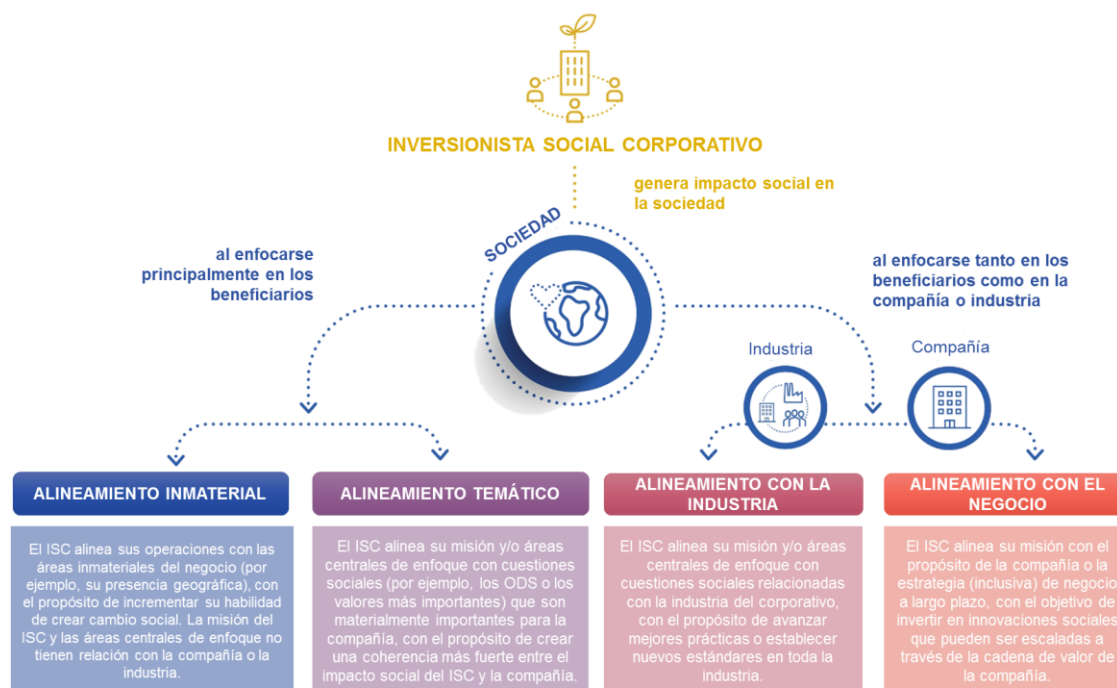 INVERSIONISTA SOCIAL CORPORATIVO
genera impacto social en
la sociedad
SOCIEDAD
al enfocarse
principalmente en los
beneficiarios
al enfocarse tanto en los
beneficiarios como en la
compañía o industria
Industria
Compañía
ALINEAMIENTO INMATERIAL
El ISC alinea sus operaciones con las
áreas inmateriales del negocio (por
ejemplo, su presencia geográfica), con
el propósito de incrementar su habilidad
de crear cambio social. La misión del
ISC y las áreas centrales de enfoque no
tienen relación con la compañía o la
industria.
ALINEAMIENTO TEMÁTICO
El ISC alinea su misión y/o áreas
centrales de enfoque con cuestiones
sociales (por ejemplo, los ODS o los
valores más importantes) que son
materialmente importantes para la
compañía, con el propósito de crear
una coherencia más fuerte entre el
impacto social del ISC y la compañía.
ALINEAMIENTO CON LA
INDUSTRIA
El ISC alinea su misión y/o áreas
centrales de enfoque con
cuestiones sociales relacionadas
con la industria del corporativo,
con el propósito de avanzar
mejores prácticas o establecer
nuevos estándares en toda la
industria.
ALINEAMIENTO CON EL
NEGOCIO
El ISC alinea su misión con el
propósito de la compañía o la
estrategia (inclusiva) de negocio
a largo plazo, con el objetivo de
invertir en innovaciones sociales
que pueden ser escaladas a
través de la cadena de valor de
la compañía.